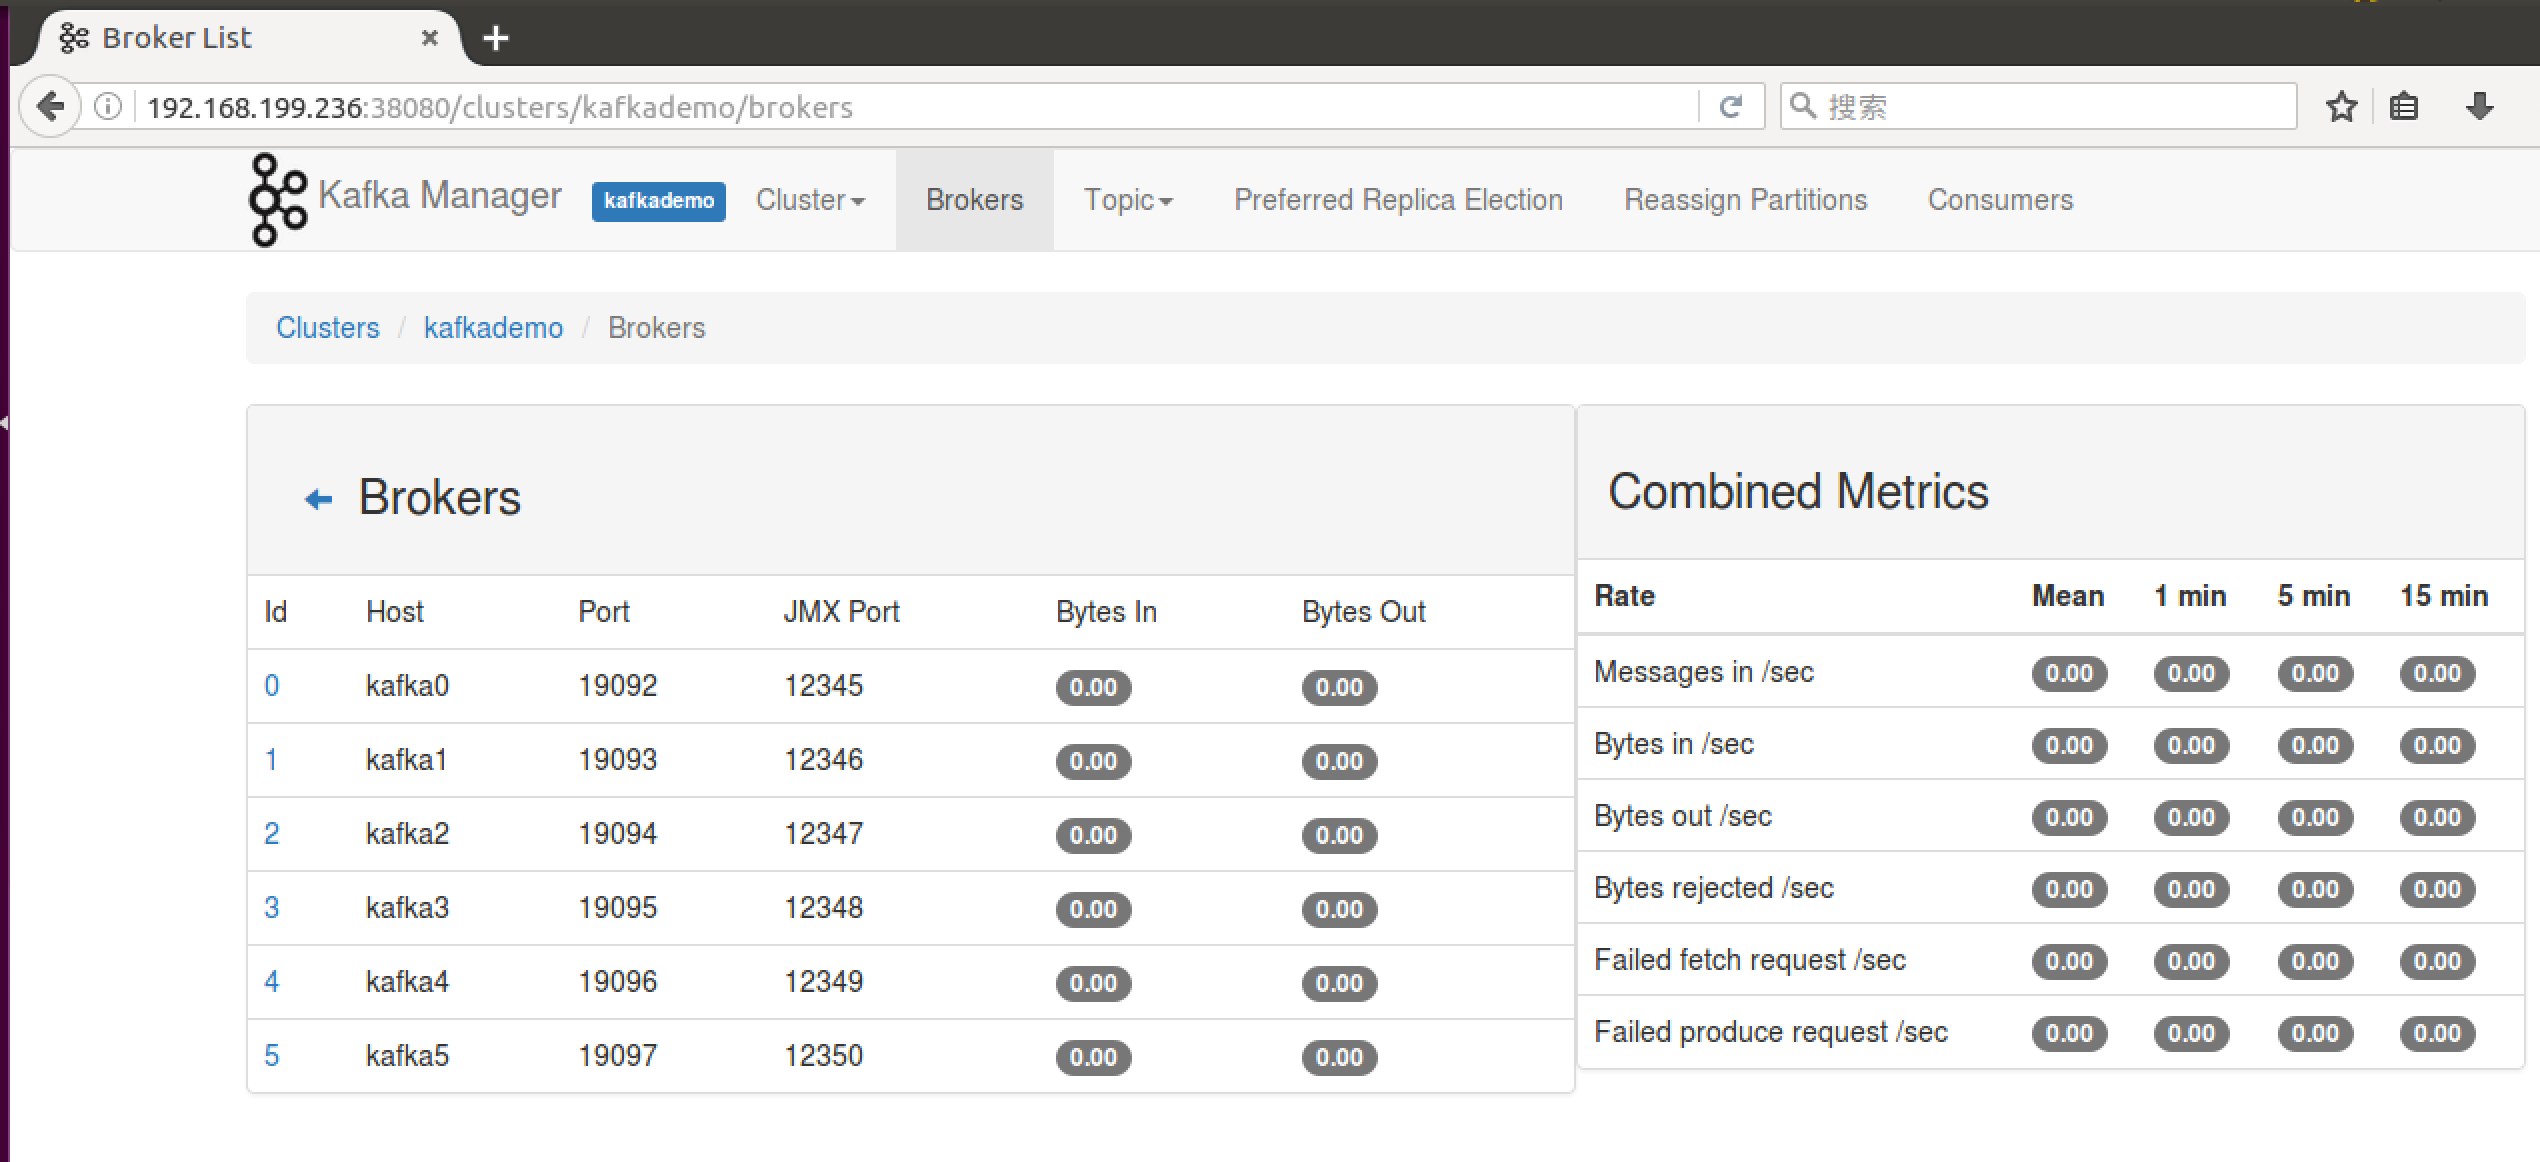 Broker List
192.168.199.236:38080/clusters/kafkademo/brokers
搜索
Kafka Manager kafkademo Cluster Brokers Topic Preferred Replica Election Reassign Partitions Consumers
Clusters / kafkademo / Brokers
Brokers
Id Host Port JMX Port Bytes In Bytes Out
0 kafka0 19092 12345 0.00 0.00
1 kafka1 19093 12346 0.00 0.00
2 kafka2 19094 12347 0.00 0.00
3 kafka3 19095 12348 0.00 0.00
4 kafka4 19096 12349 0.00 0.00
5 kafka5 19097 12350 0.00 0.00
Combined Metrics
Rate Mean 1 min 5 min 15 min
Messages in /sec 0.00 0.00 0.00 0.00
Bytes in /sec 0.00 0.00 0.00 0.00
Bytes out /sec 0.00 0.00 0.00 0.00
Bytes rejected /sec 0.00 0.00 0.00 0.00
Failed fetch request /sec 0.00 0.00 0.00 0.00
Failed produce request /sec 0.00 0.00 0.00 0.00